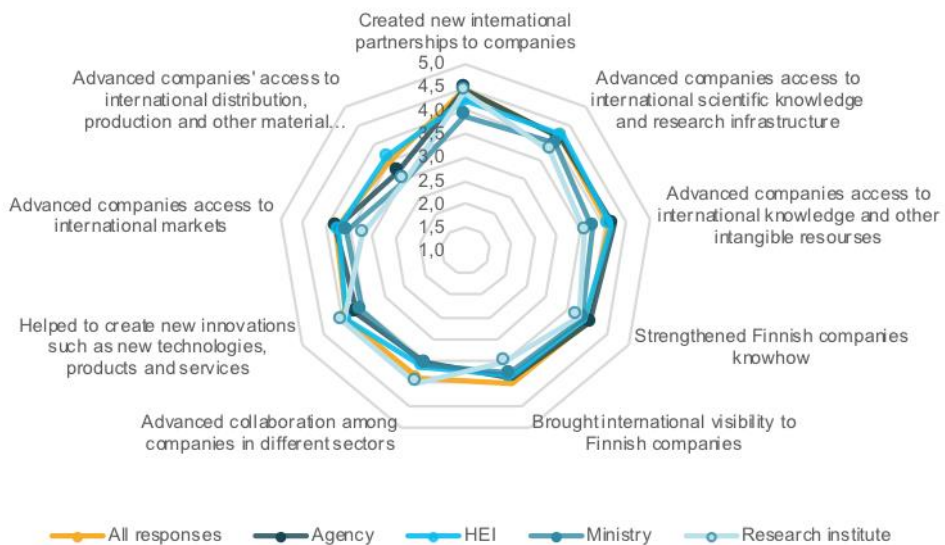 Created new international
partnerships to companies
Advanced companies access to
international scientific knowledge
and research infrastructure
Advanced companies access to
international knowledge and other
intangible resourses
Strengthened Finnish companies
knowhow
Brought international visibility to
Finnish companies
Advanced collaboration among
companies in different sectors
Helped to create new innovations
such as new technologies,
products and services
Advanced companies access to
international markets
Advanced companies' access to
international distribution,
production and other material...
5,0
4,5
4,0
3,5
3,0
2,5
2,0
1,5
1,0
All responses
Agency
HEI
Ministry
Research institute